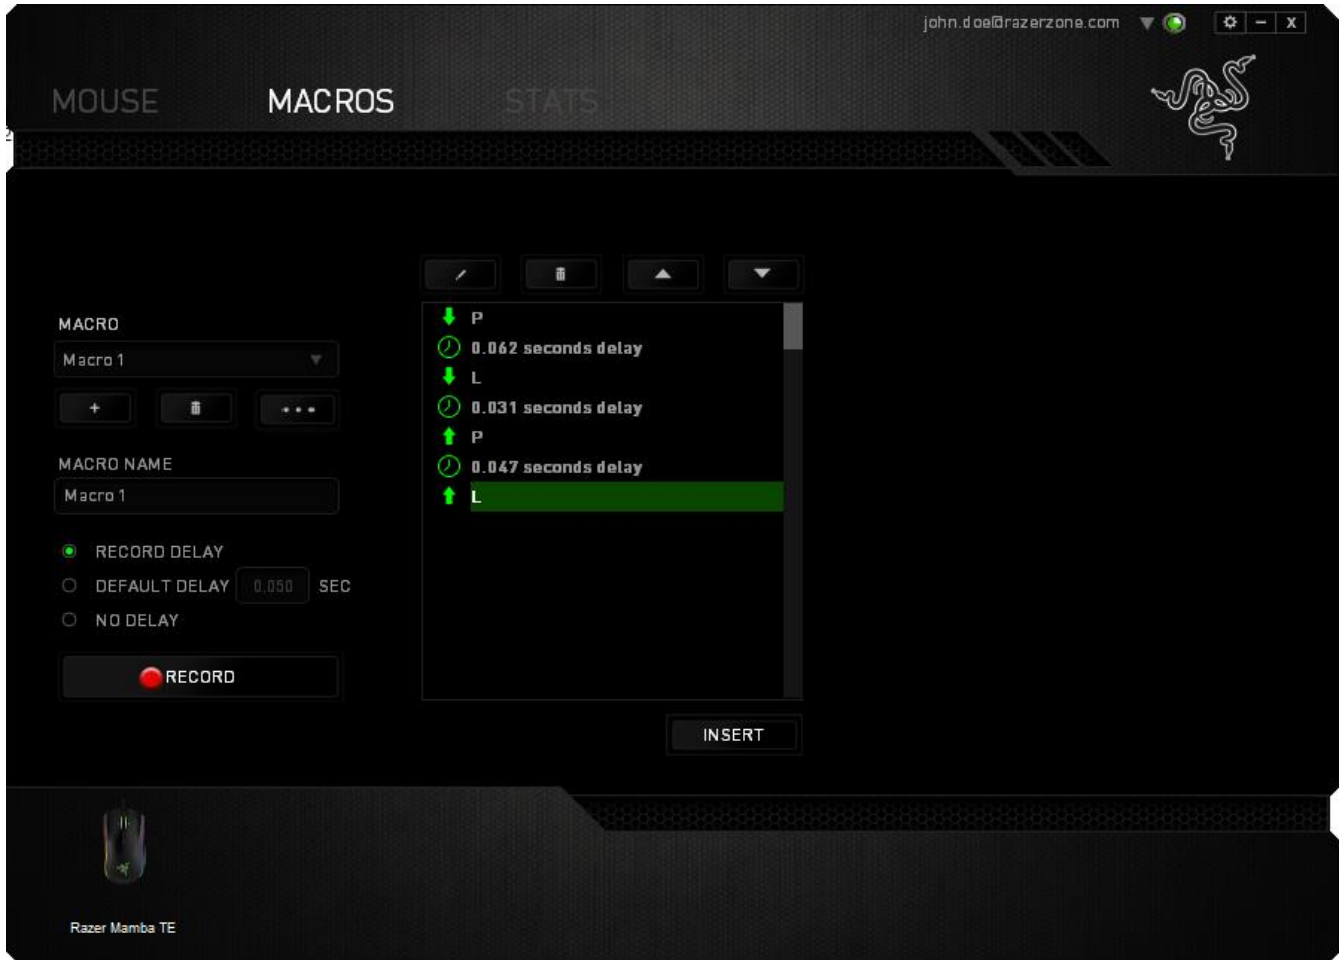 john.doe@razerzone.com
X
MOUSE MACROS STATS
2
MACRO
Macro 1
MACRO NAME
Macro 1
RECORD DELAY
DEFAULT DELAY 0.050 SEC
NO DELAY
RECORD
P
0.062 seconds delay
L
0.031 seconds delay
P
0.047 seconds delay
L
INSERT
Razer Mamba TE